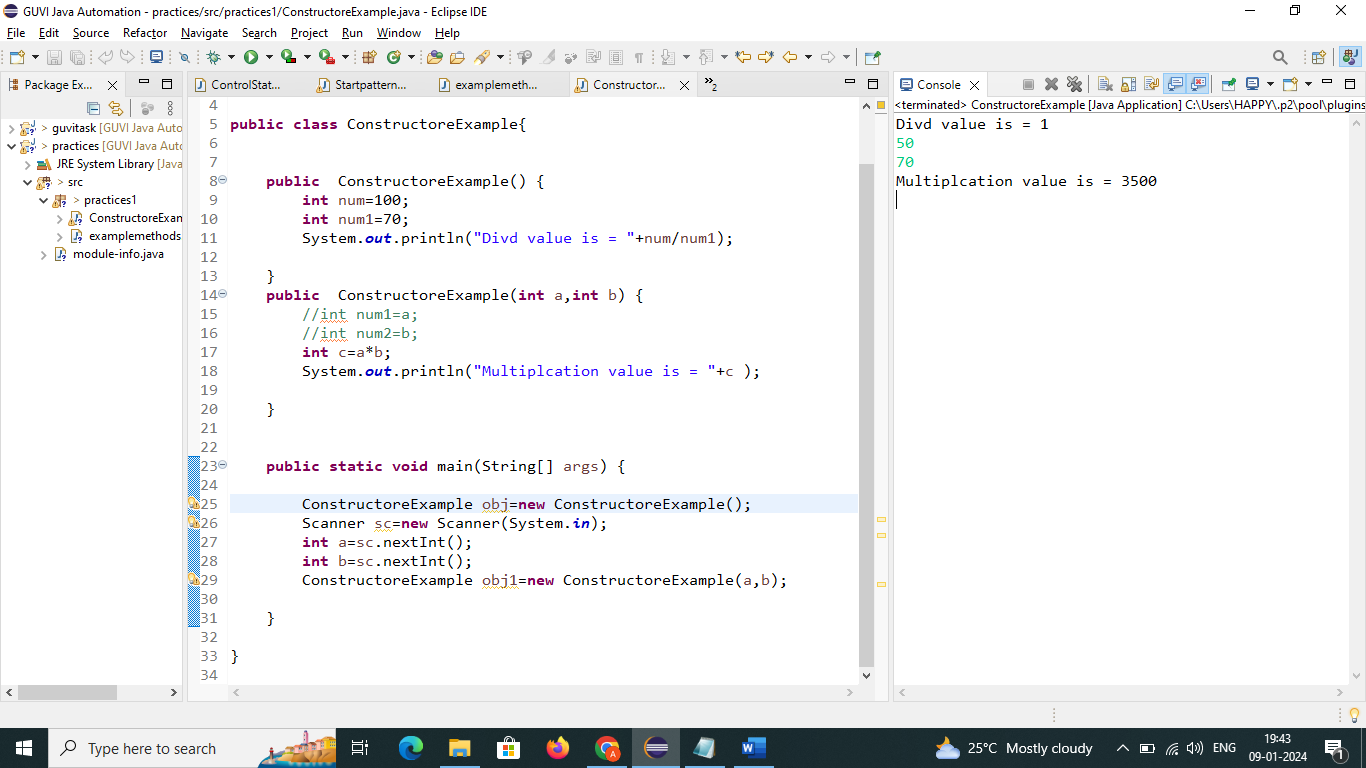 GUVI Java Automation - practices/src/practices1/ConstructoreExample.java - Eclipse IDE
File Edit Source Refactor Navigate Search Project Run Window Help
Package Ex...
ControlStat...
Startpattern...
examplemeth...
Constructor...
»2
Console
> guvitask [GUVI Java Auto
> practices [GUVI Java Auto
JRE System Library [Java
> src
> practices1
ConstructoreExan
examplemethods
module-info.java
4
5 public class ConstructoreExample{
6
7
8 public  ConstructoreExample() {
9 int num=100;
10 int num1=70;
11 System.out.println("Divd value is = "+num/num1);
12
13 }
14 public  ConstructoreExample(int a,int b) {
15 //int num1=a;
16 //int num2=b;
17 int c=a*b;
18 System.out.println("Multiplcation value is = "+c );
19
20 }
21
22
23 public static void main(String[] args) {
24
25 ConstructoreExample obj=new ConstructoreExample();
26 Scanner sc=new Scanner(System.in);
27 int a=sc.nextInt();
28 int b=sc.nextInt();
29 ConstructoreExample obj1=new ConstructoreExample(a,b);
30
31 }
32
33 }
34
<terminated> ConstructoreExample [Java Application] C:\Users\HAPPY\.p2\pool\plugins
Divd value is = 1
50
70
Multiplcation value is = 3500
Type here to search
25°C Mostly cloudy
ENG
19:43
09-01-2024
1